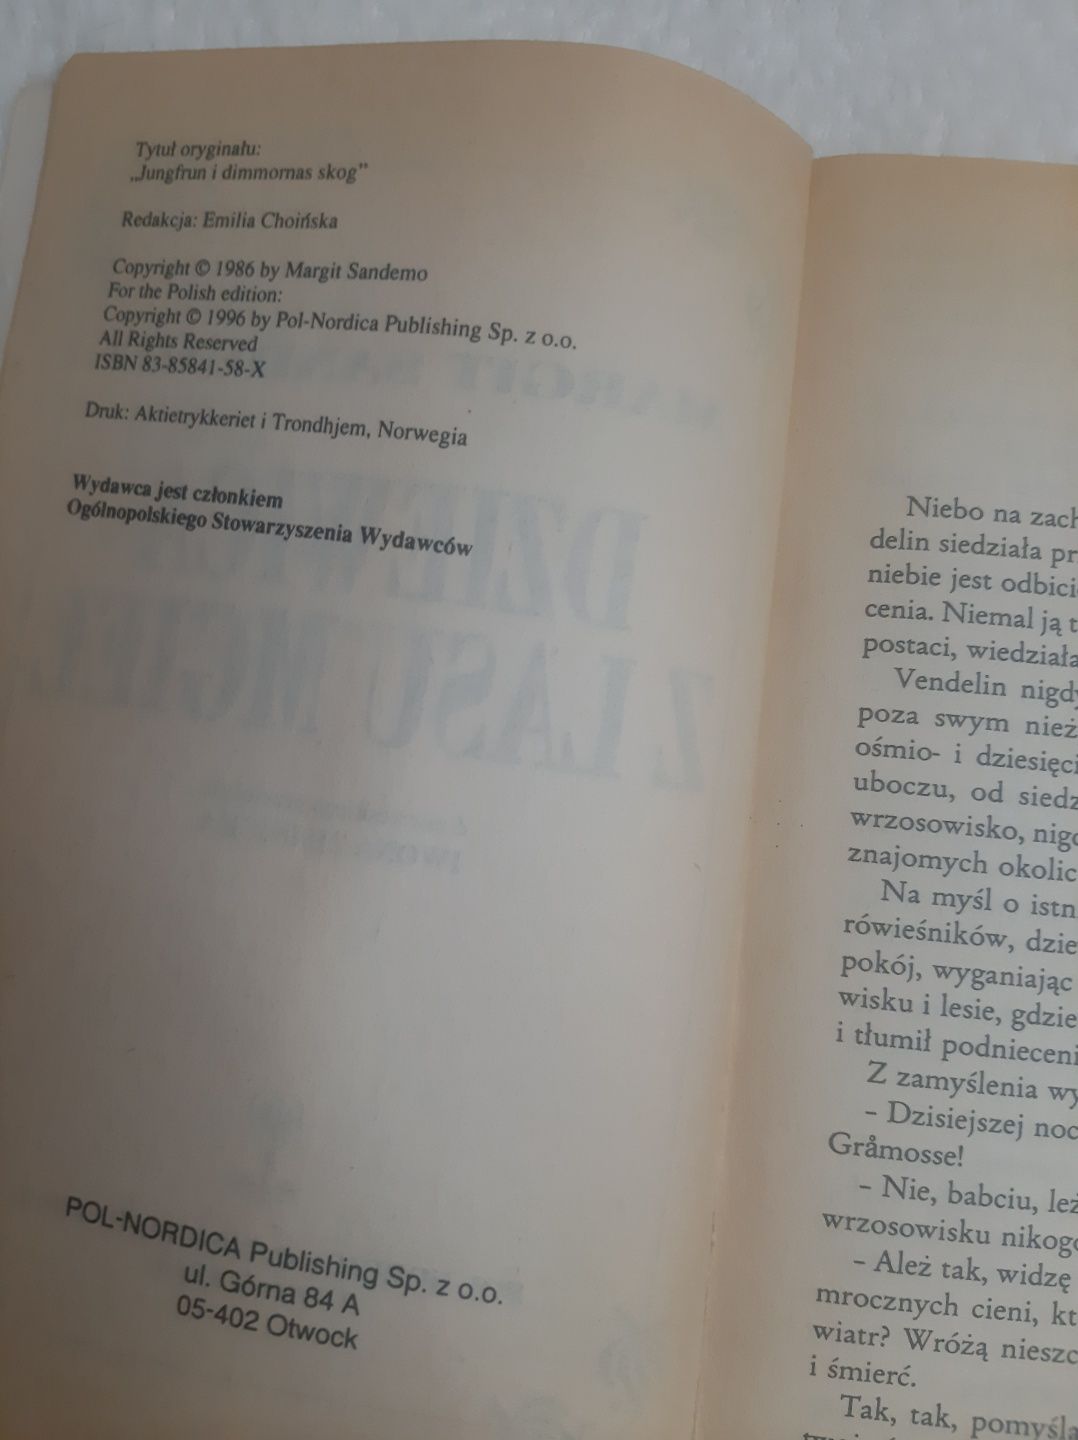 Tytuł oryginału:
„Jungfrun i dimmornas skog”
Redakcja: Emilia Choińska
Copyright © 1986 by Margit Sandemo
For the Polish edition:
Copyright © 1996 by Pol-Nordica Publishing Sp. z o.o.
All Rights Reserved
ISBN 83-85841-58-X
Druk: Aktietrykkeriet i Trondhjem, Norwegia
Wydawca jest członkiem
Ogólnopolskiego Stowarzyszenia Wydawców
POL-NORDICA Publishing Sp. z o.o.
ul. Górna 84 A
05-402 Otwock
Niebo na zach
delin siedziała pr
niebie jest odbici
cenia. Niemal ją t
postaci, wiedziała
Vendelin nigdy
poza swym nież
ośmio- i dziesięci
uboczu, od siedz
wrzosowisko, nigd
znajomych okolic
Na myśl o istn
rówieśników, dzie
pokój, wyganiając
wisku i lesie, gdzie
i tłumił podnieceni
Z zamyślenia wy
– Dzisiejszej noc
Gråmosse!
– Nie, babciu, leż
wrzosowisku nikogo
– Ależ tak, widzę
mrocznych cieni, kt
wiatr? Wróżą nieszc
i śmierć.
Tak, tak, pomyśla